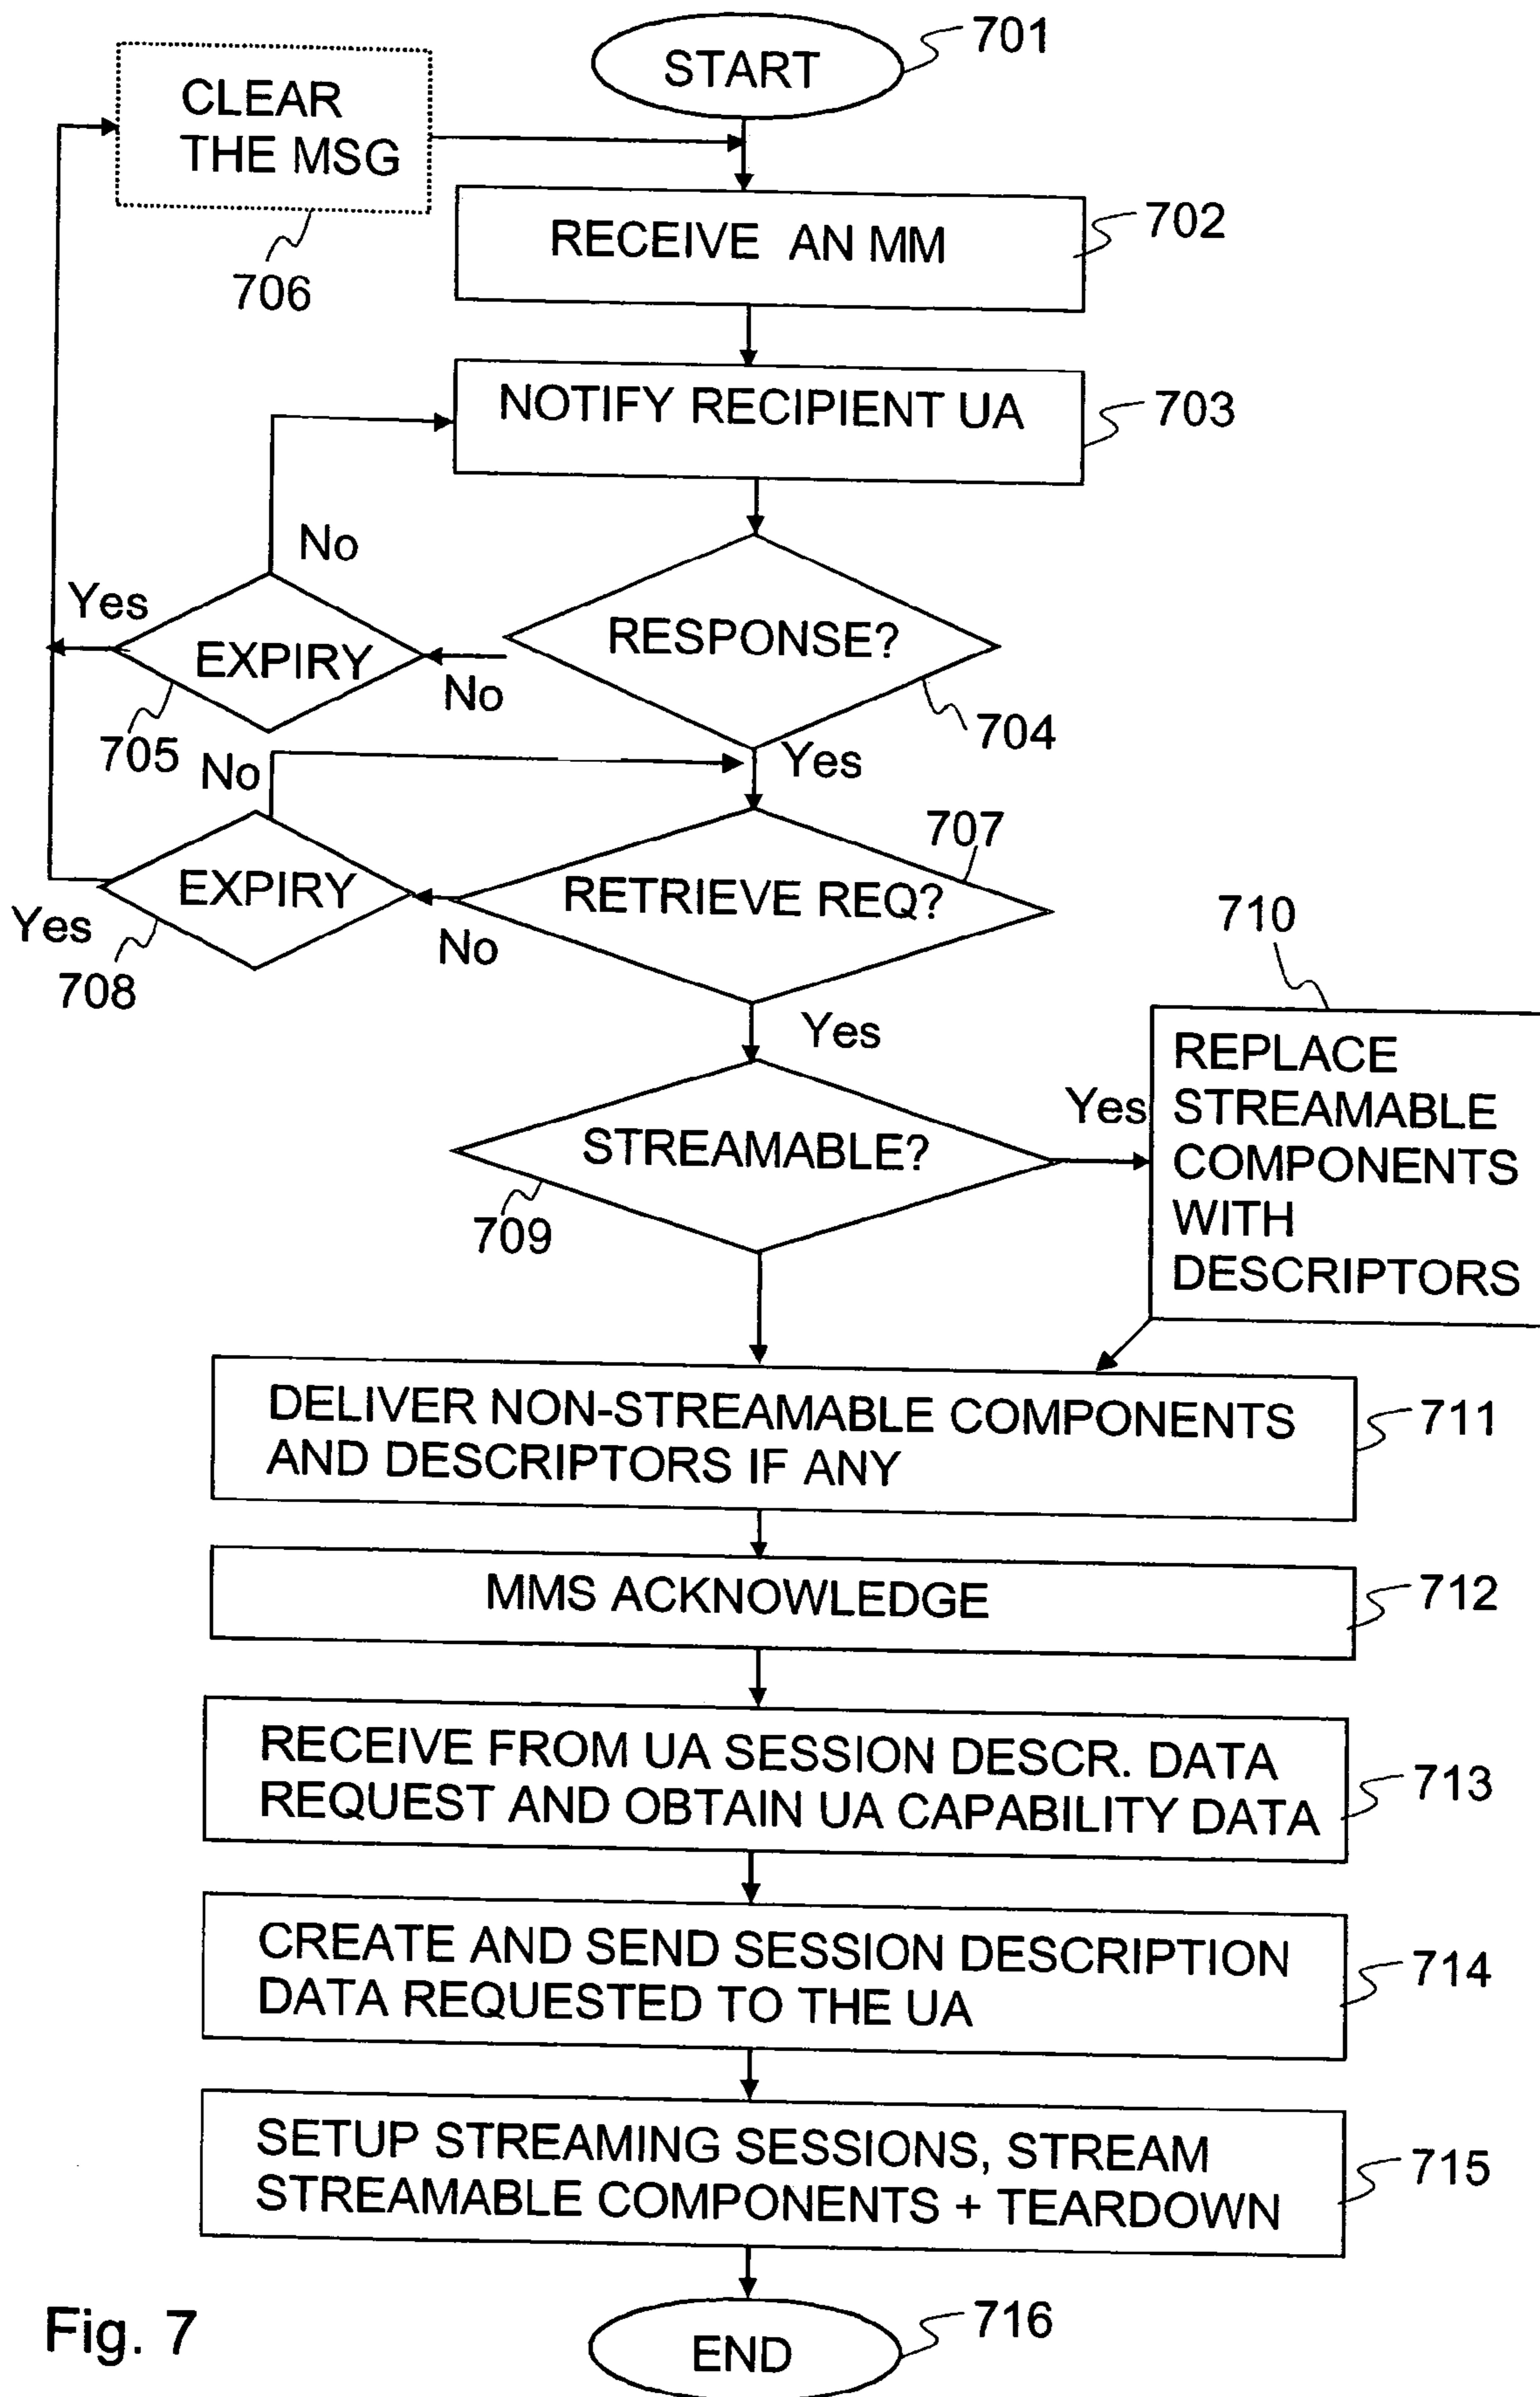 START
701
CLEAR
THE MSG
706
RECEIVE AN MM
702
NOTIFY RECIPIENT UA
703
No
Yes
EXPIRY
No
RESPONSE?
704
705
No
Yes
707
EXPIRY
RETRIEVE REQ?
Yes
No
708
710
Yes
REPLACE
STREAMABLE
COMPONENTS
WITH
DESCRIPTORS
Yes
STREAMABLE?
709
DELIVER NON-STREAMABLE COMPONENTS
AND DESCRIPTORS IF ANY
711
MMS ACKNOWLEDGE
712
RECEIVE FROM UA SESSION DESCR. DATA
REQUEST AND OBTAIN UA CAPABILITY DATA
713
CREATE AND SEND SESSION DESCRIPTION
DATA REQUESTED TO THE UA
714
SETUP STREAMING SESSIONS, STREAM
STREAMABLE COMPONENTS + TEARDOWN
715
Fig. 7
END
716